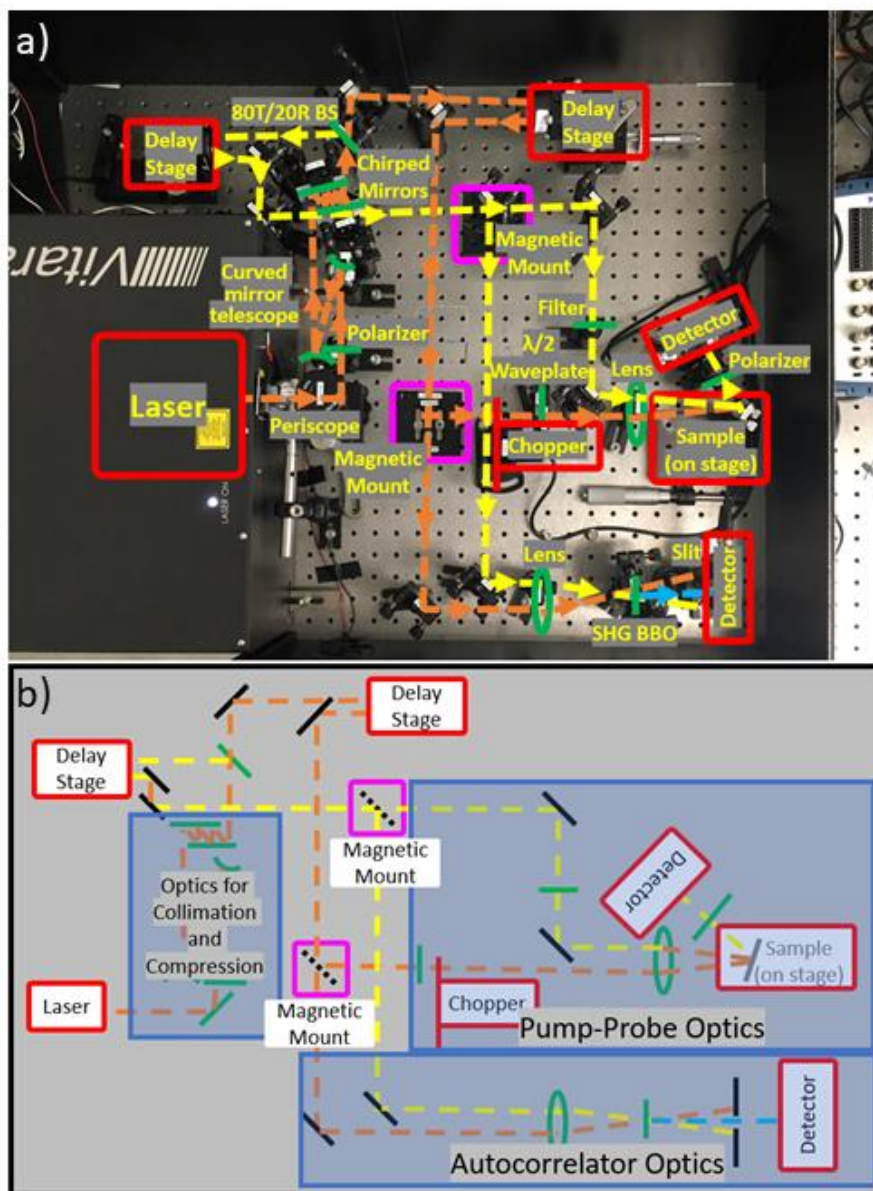 a)
80T/20R BS
Delay
Stage
Delay
Stage
Chirped
Mirrors
Magnetic
Mount
Vitara
Curved
mirror
telescope
Polarizer
Filter
λ/2
Waveplate
Lens
Detector
Polarizer
Laser
LASER ON
Periscope
Magnetic
Mount
Chopper
Sample
(on stage)
Lens
Slit
Detector
SHG BBO
b)
Delay
Stage
Delay
Stage
Magnetic
Mount
Optics for
Collimation
and
Compression
Detector
Sample
(on stage)
Laser
Magnetic
Mount
Chopper
Pump-Probe Optics
Detector
Autocorrelator Optics